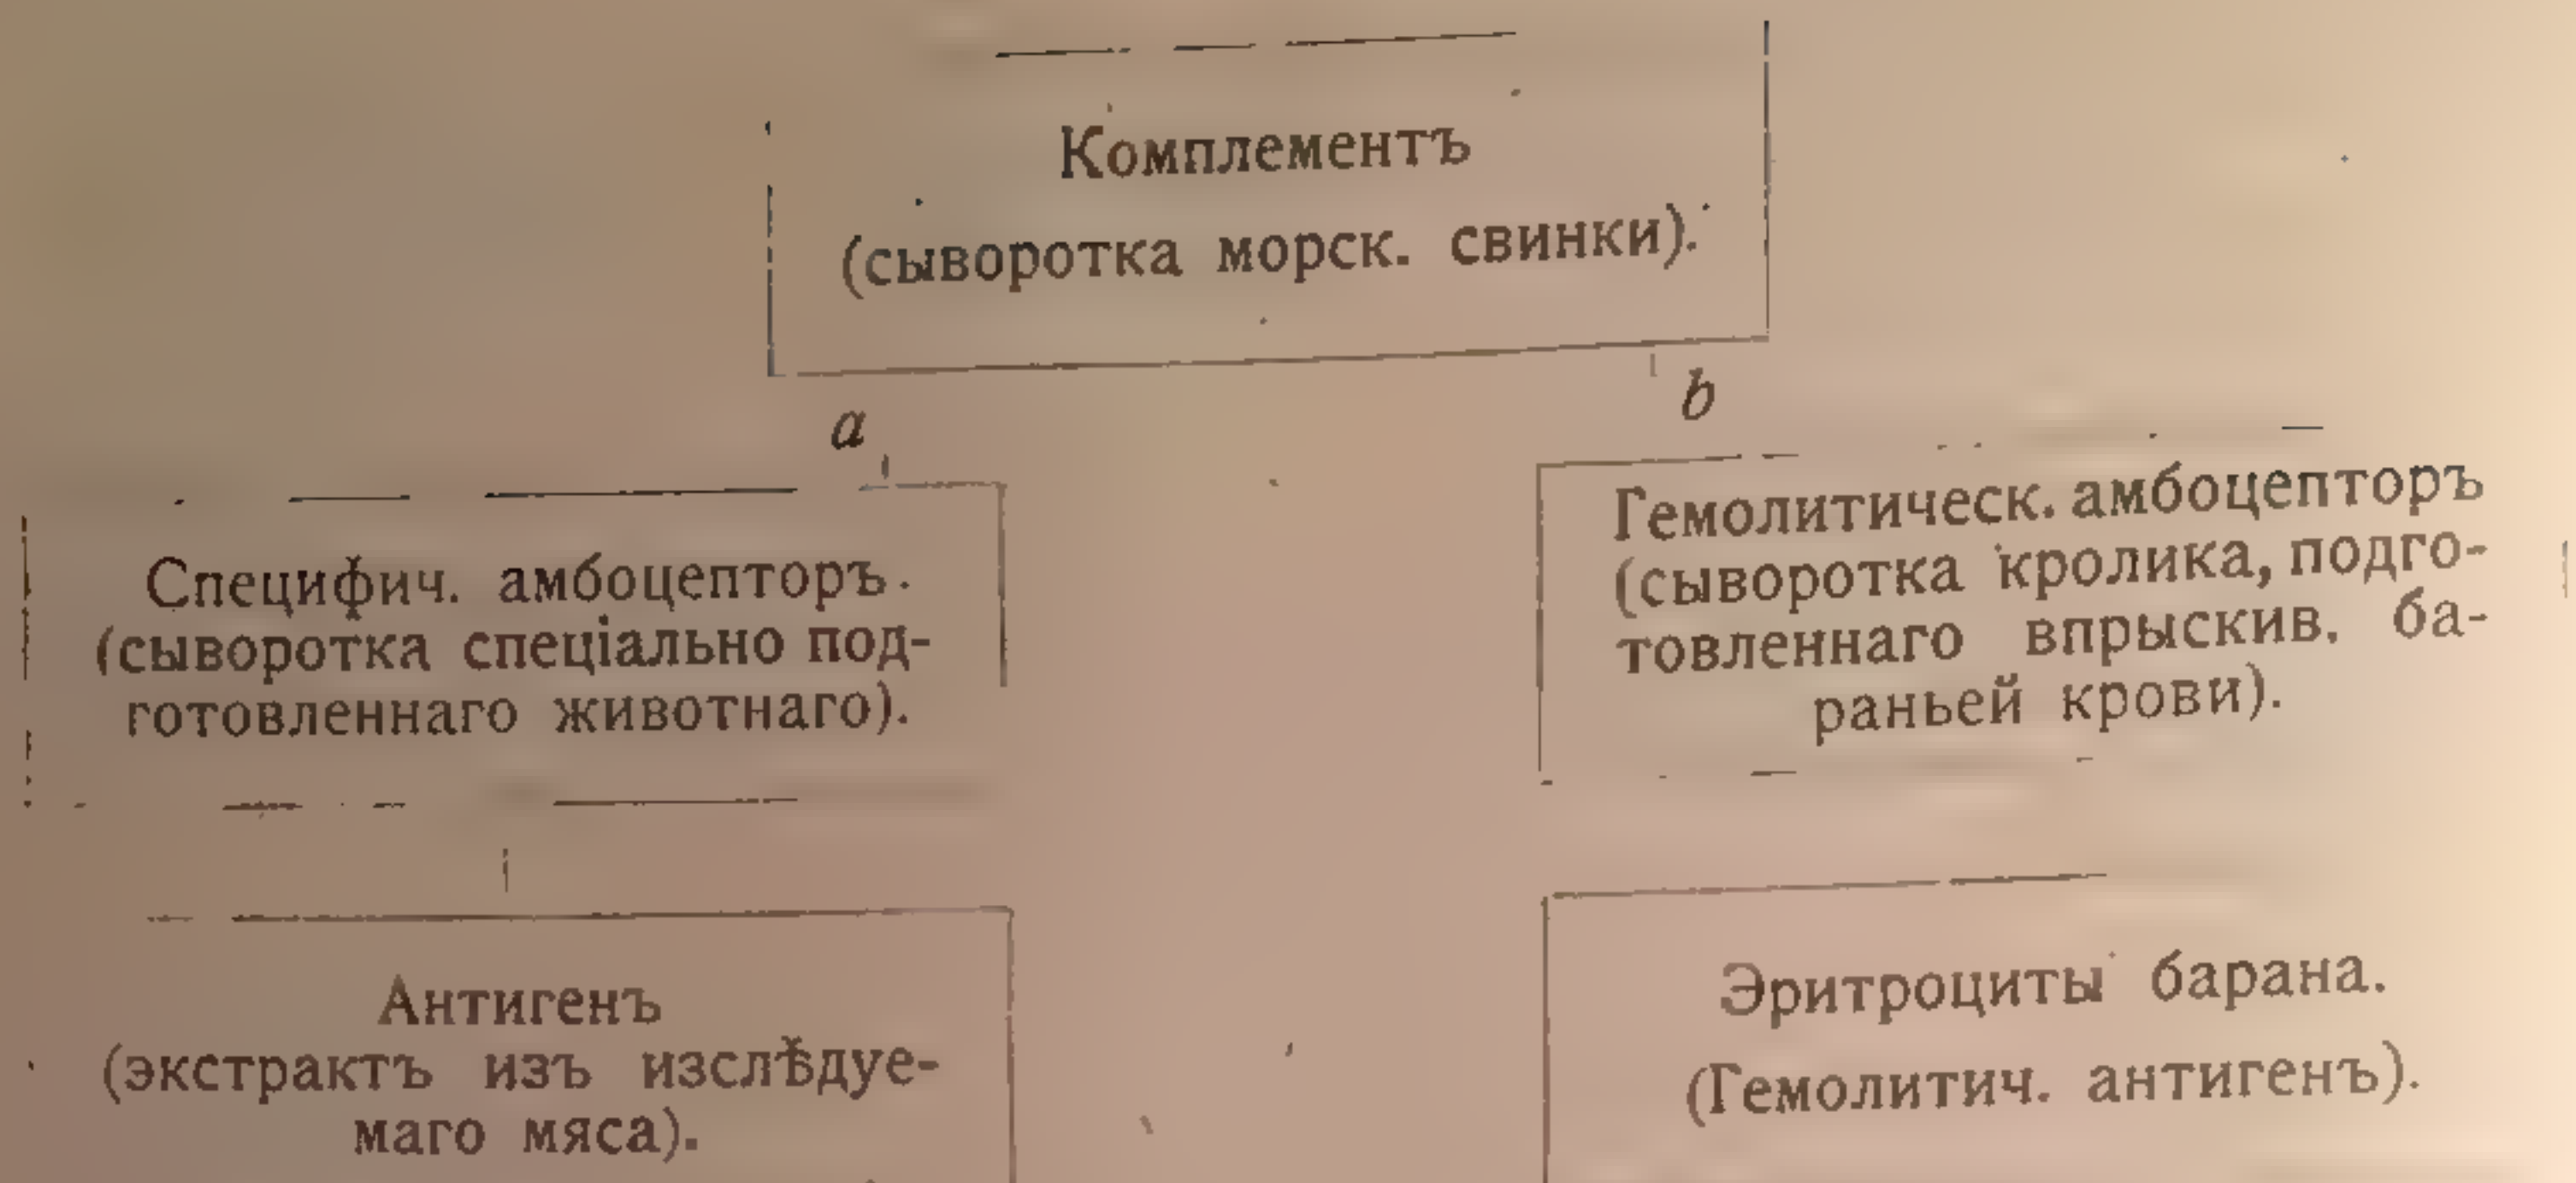 Комплементъ
(сыворотка морск. свинки).
a
b
Специфич. амбоцепторъ.
(сыворотка спеціально под-
готовленнаго животнаго).
Гемолитическ. амбоцепторъ
(сыворотка кролика, подго-
товленнаго впрыскив. ба-
раньей крови).
Антигенъ
(экстрактъ изъ изслѣдуе-
маго мяса).
Эритроциты барана.
(Гемолитич. антигенъ).